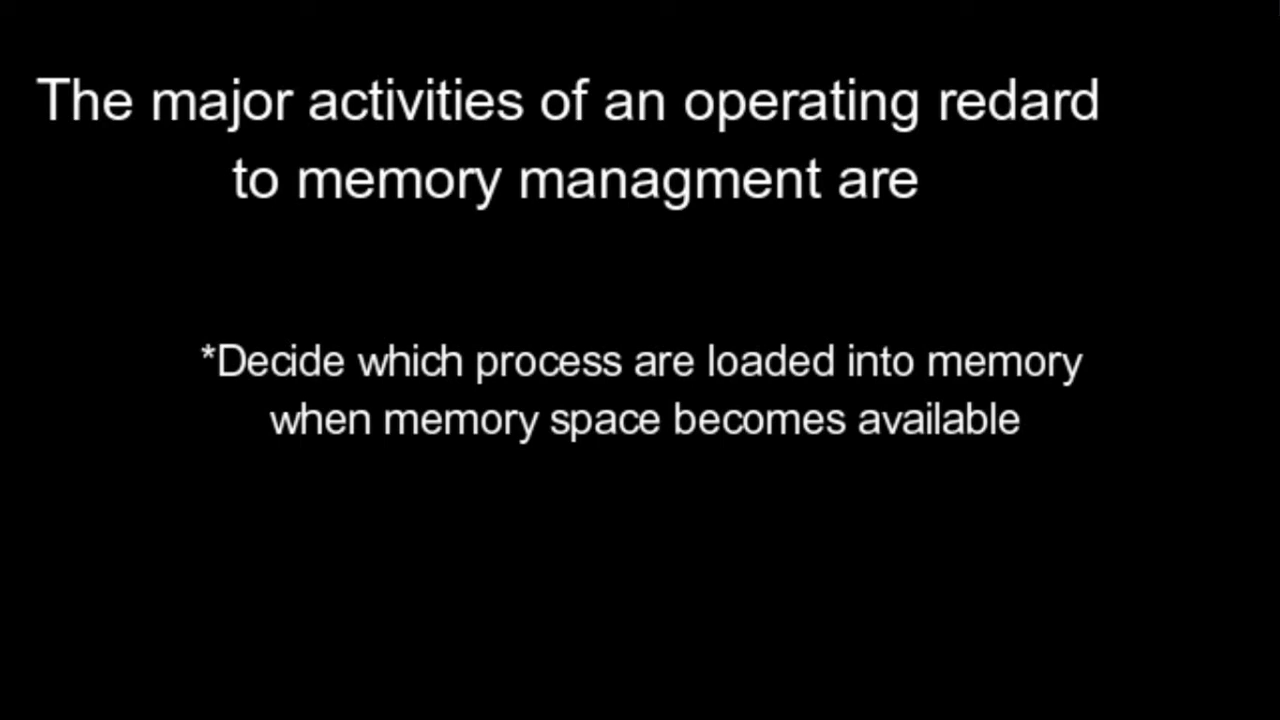 The major activities of an operating redard
to memory managment are
*Decide which process are loaded into memory
when memory space becomes available